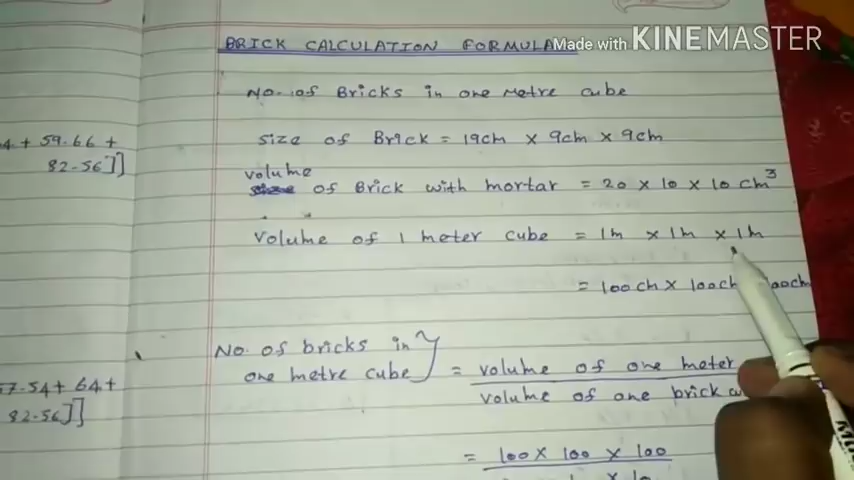 BRICK CALCULATION FORMULA
Made with KINEMASTER
No. of Bricks in one Metre cube
4 + 59.66 +
82.56]]
size of Brick = 19cm x 9cm x 9cm
volume
of Brick with mortar = 20 x 10 x 10 cm³
Volume of 1 meter cube = 1m x 1m x 1m
= 100cm x 100cm 100cm
No. of bricks in
one metre cube } = volume of one meter
volume of one brick
57.54 + 64 +
82.56]]
= 100 x 100 x 100
x 10